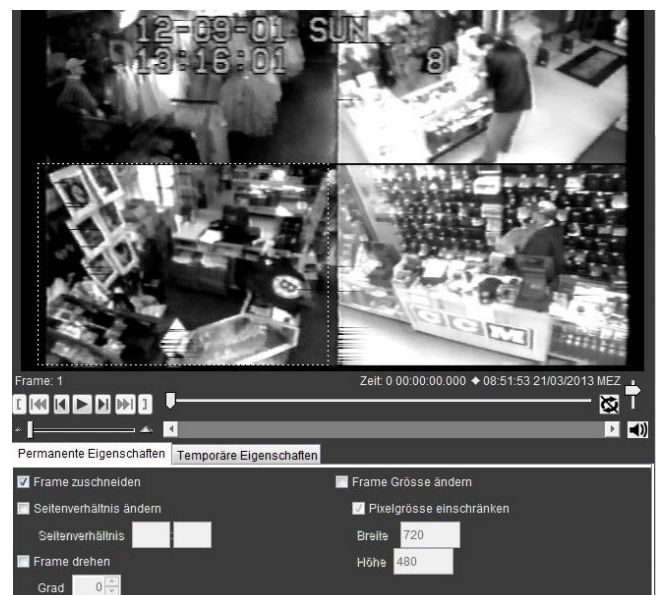 12-09-01 SUN
13:16:01 8
CCM
Frame: 1
Zeit: 0 00:00:00.000 ◆ 08:51:53 21/03/2013 MEZ
Permanente Eigenschaften Temporäre Eigenschaften
Frame zuschneiden
Frame Grösse ändern
Seitenverhältnis ändern
Pixelgrösse einschränken
Seitenverhältnis :
Breite 720
Frame drehen
Höhe 480
Grad 0